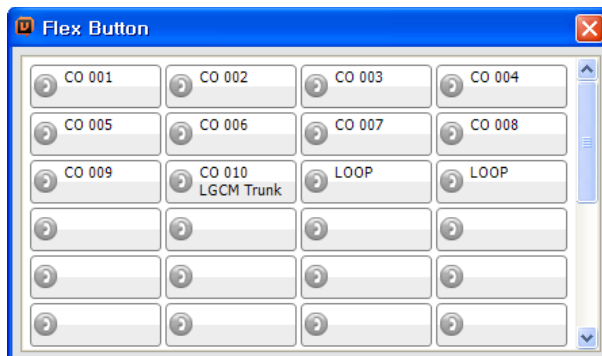 Flex Button
CO 001
CO 002
CO 003
CO 004
CO 005
CO 006
CO 007
CO 008
CO 009
CO 010
LGCM Trunk
LOOP
LOOP